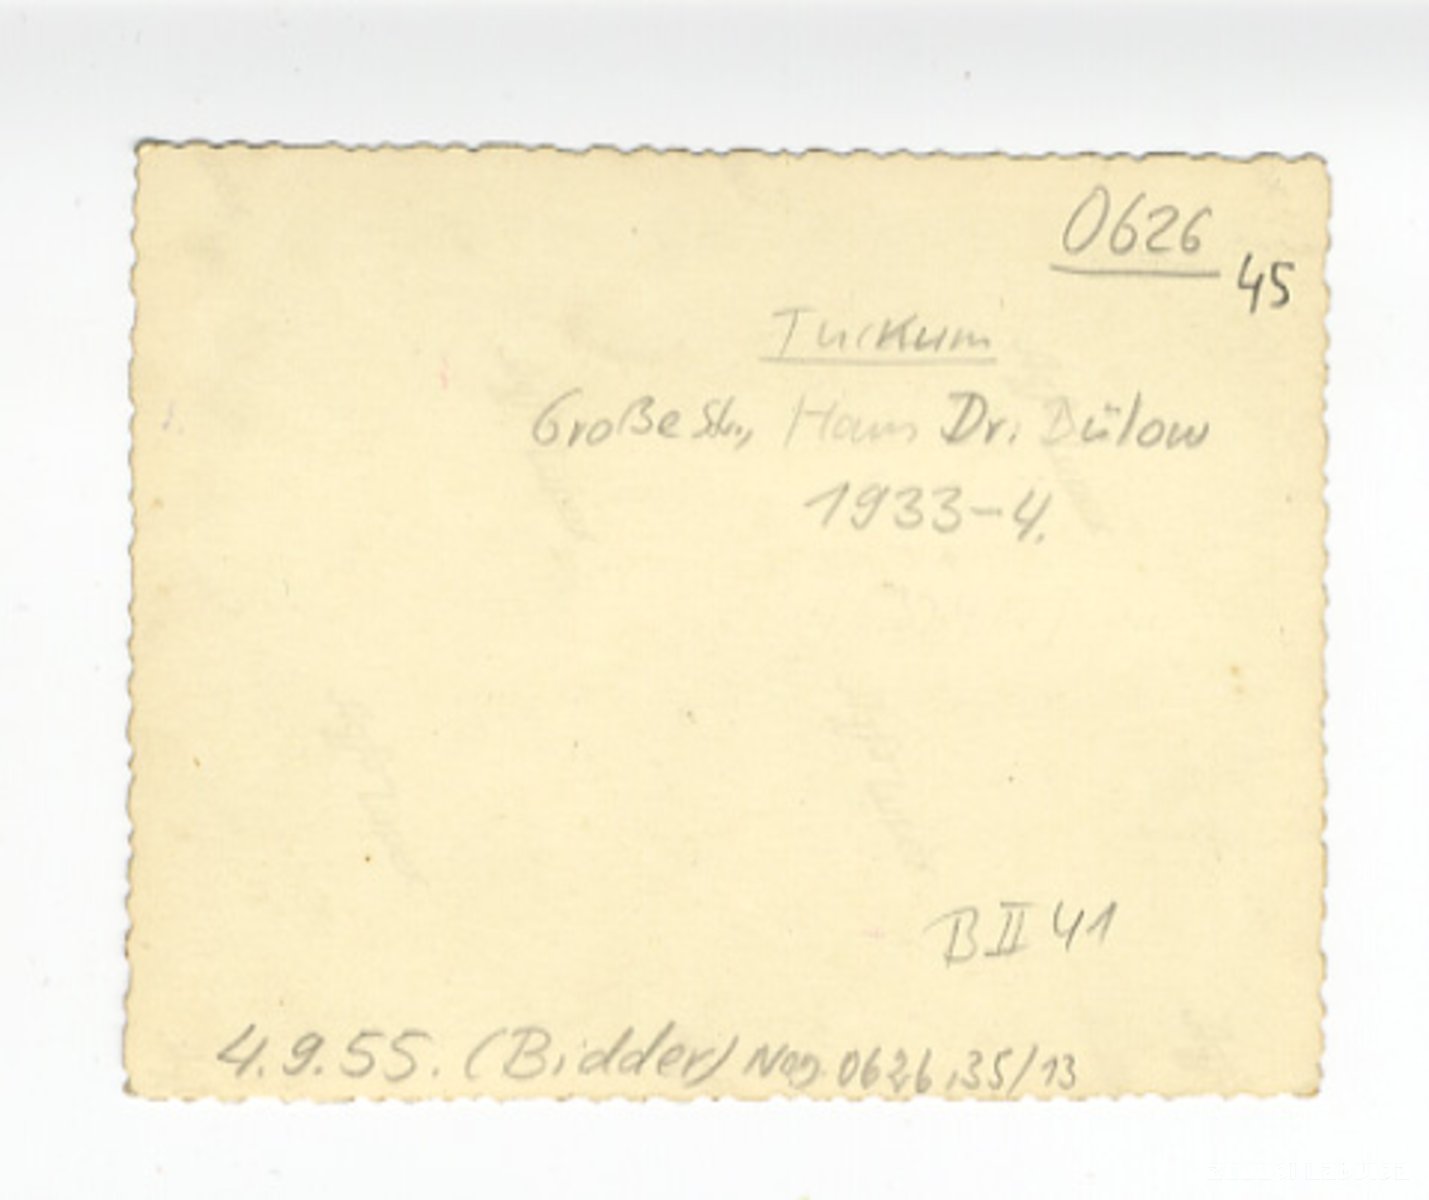 0626
45
Tuckum
Große Str., Haus Dr. Bülow
1933-4.
B II 41
4.9.55. (Bidder) Neg. 0626, 35/13